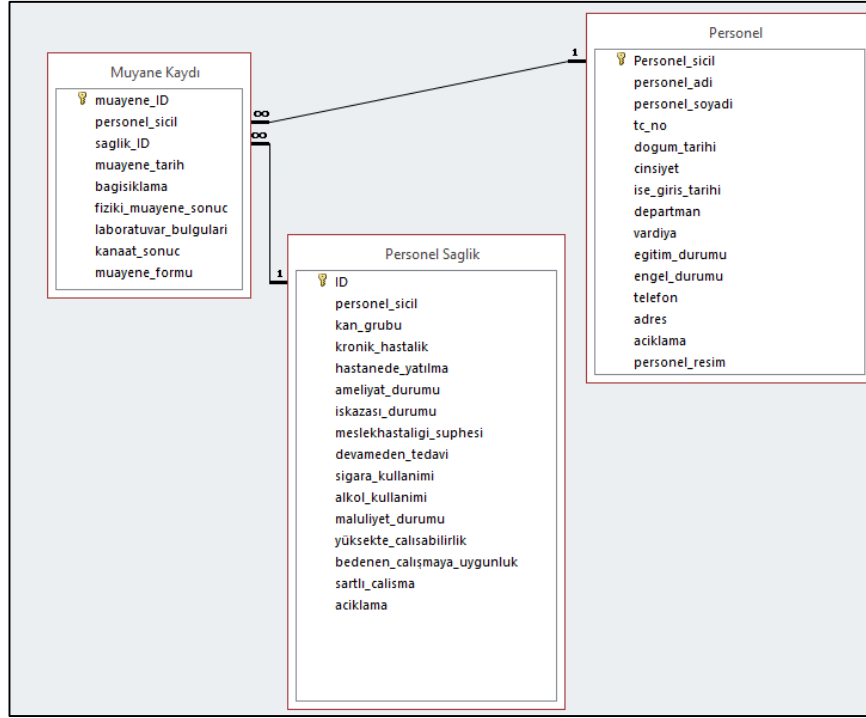 Muyane Kaydı
muayene_ID
personel_sicil
saglik_ID
muayene_tarih
bagisiklama
fiziki_muayene_sonuc
laboratuvar_bulgulari
kanaat_sonuc
muayene_formu
∞
∞
1
1
Personel
Personel_sicil
personel_adi
personel_soyadi
tc_no
dogum_tarihi
cinsiyet
ise_giris_tarihi
departman
vardiya
egitim_durumu
engel_durumu
telefon
adres
aciklama
personel_resim
Personel Saglik
ID
personel_sicil
kan_grubu
kronik_hastalik
hastanede_yatılma
ameliyat_durumu
iskazası_durumu
meslekhastaligi_suphesi
devameden_tedavi
sigara_kullanimi
alkol_kullanimi
maluliyet_durumu
yüksekte_calısabilirlik
bedenen_calışmaya_uygunluk
sartlı_calisma
aciklama